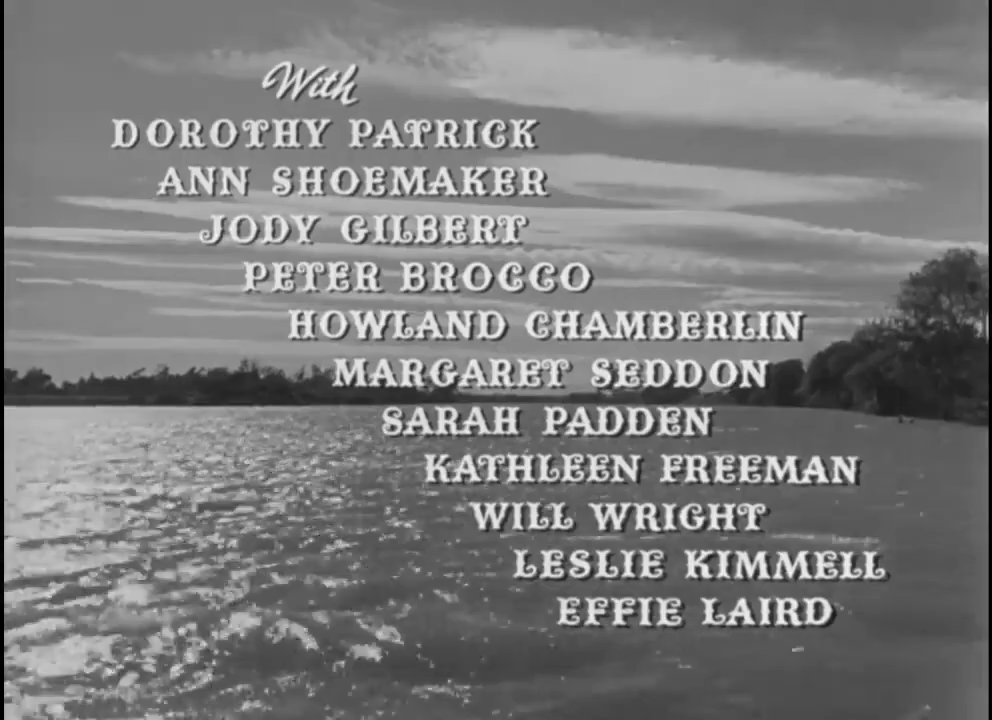 With
DOROTHY PATRICK
ANN SHOEMAKER
JODY GILBERT
PETER BROCCO
HOWLAND CHAMBERLIN
MARGARET SEDDON
SARAH PADDEN
KATHLEEN FREEMAN
WILL WRIGHT
LESLIE KIMMELL
EFFIE LAIRD